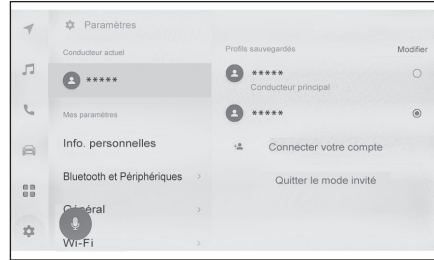 Paramètres
Conducteur actuel
*****
Mes paramètres
Info. personnelles
Bluetooth et Périphériques
Général
Wi-Fi
Profils sauvegardés
Modifier
*****
Conducteur principal
*****
Connecter votre compte
Quitter le mode invité